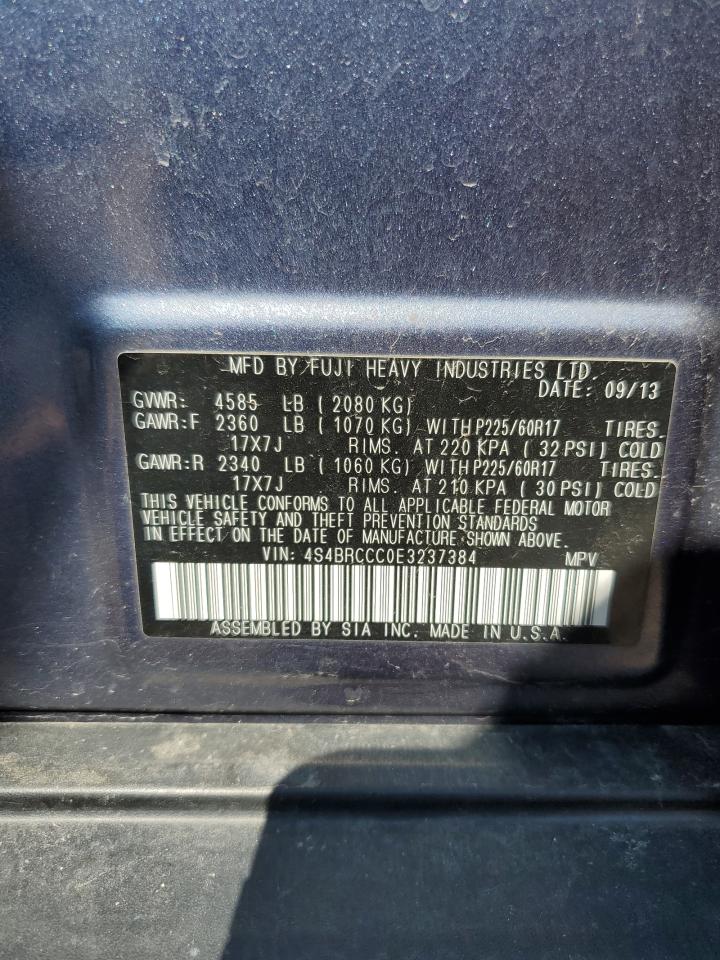 MFD BY FUJI HEAVY INDUSTRIES LTD.
DATE: 09/13
GVWR: 4585 LB ( 2080 KG)
GAWR:F 2360 LB ( 1070 KG) WITH P225/60R17 TIRES.
17X7J RIMS. AT 220 KPA ( 32 PSI) COLD
GAWR:R 2340 LB ( 1060 KG) WITH P225/60R17 TIRES.
17X7J RIMS. AT 210 KPA ( 30 PSI) COLD
THIS VEHICLE CONFORMS TO ALL APPLICABLE FEDERAL MOTOR
VEHICLE SAFETY AND THEFT PREVENTION STANDARDS
IN EFFECT ON THE DATE OF MANUFACTURE SHOWN ABOVE.
VIN: 4S4BRCCC0E3237384 MPV
ASSEMBLED BY SIA INC. MADE IN U.S.A.